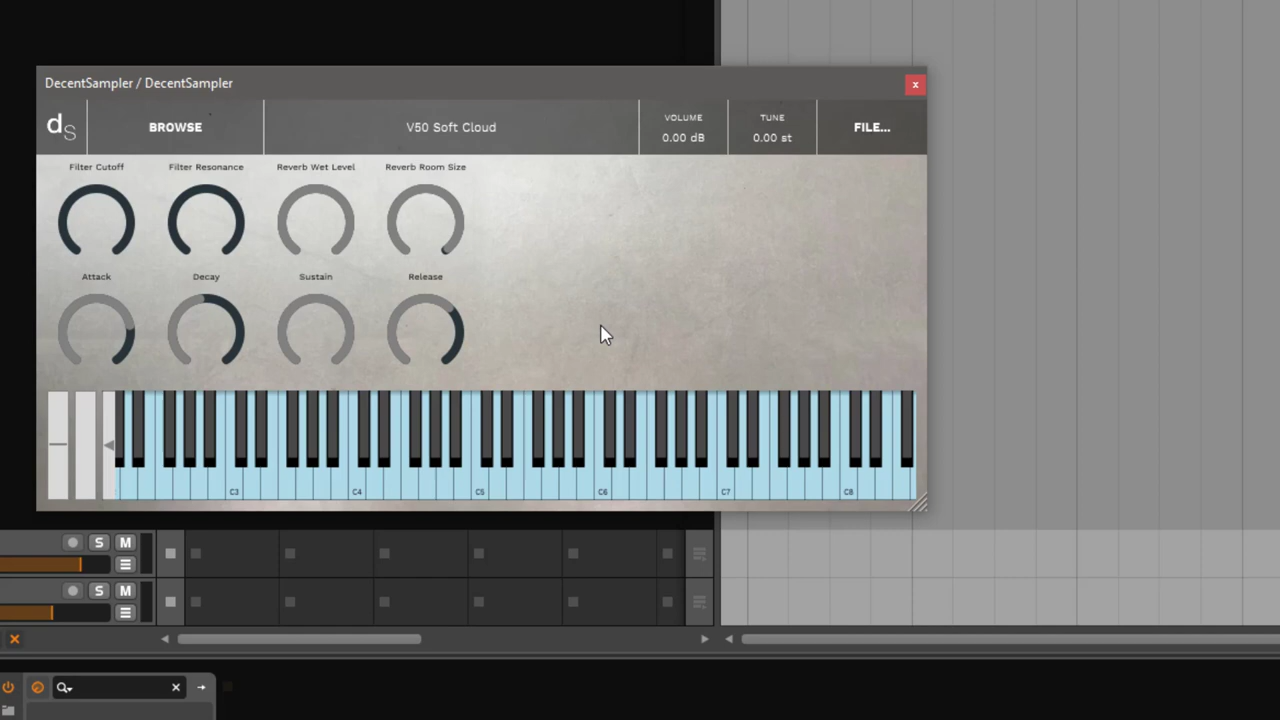 DecentSampler / DecentSampler
x
dS
BROWSE
V50 Soft Cloud
VOLUME
0.00 dB
TUNE
0.00 st
FILE...
Filter Cutoff
Filter Resonance
Reverb Wet Level
Reverb Room Size
Attack
Decay
Sustain
Release
C3
C4
C5
C6
C7
C8
S M
S M